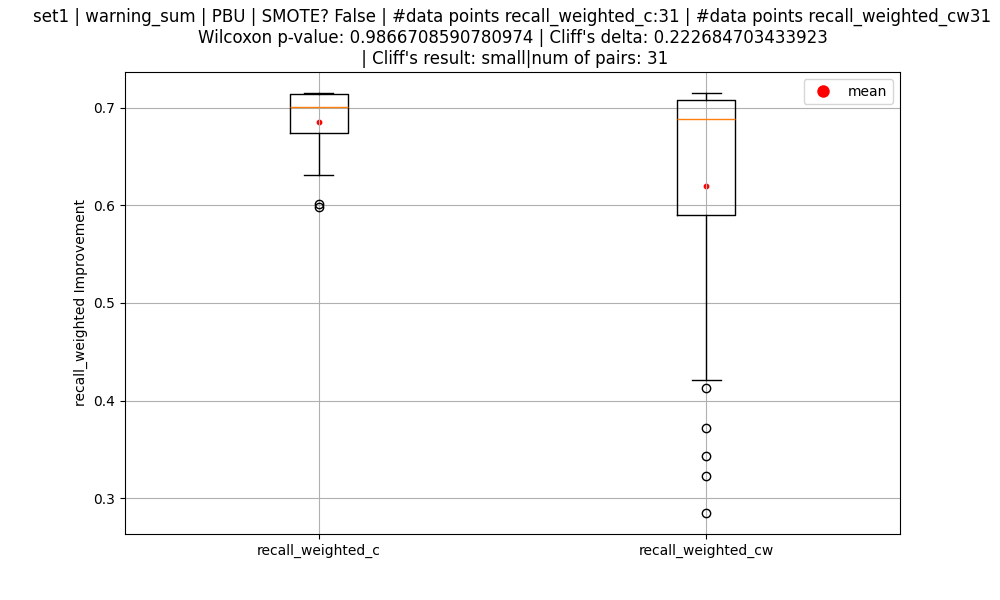 set1 | warning_sum | PBU | SMOTE? False | #data points recall_weighted_c:31 | #data points recall_weighted_cw31
Wilcoxon p-value: 0.9866708590780974 | Cliff's delta: 0.222684703433923
| Cliff's result: small|num of pairs: 31
mean
0.7
0.6
0.5
0.4
0.3
recall_weighted Improvement
recall_weighted_c
recall_weighted_cw